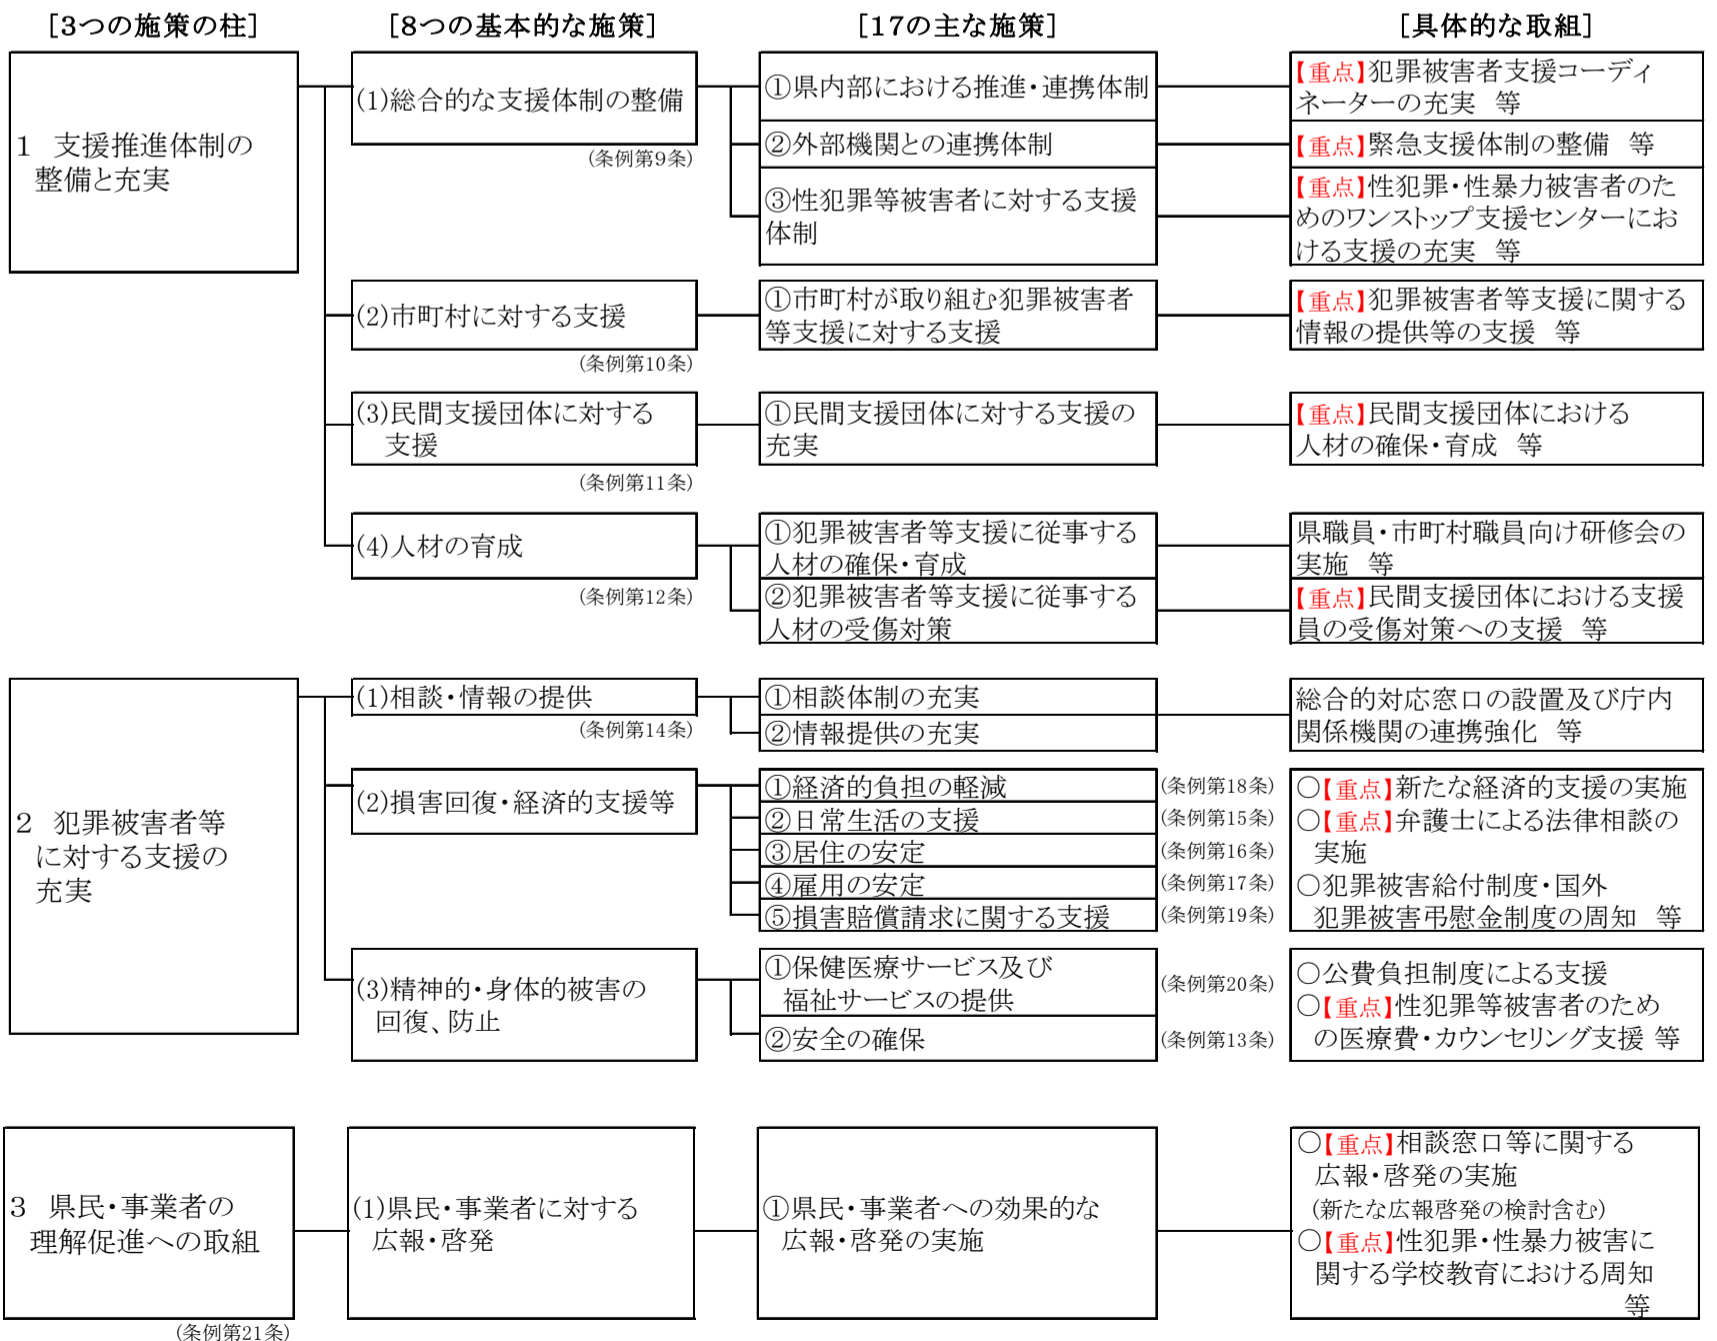 [3つの施策の柱]
[8つの基本的な施策]
[17の主な施策]
[具体的な取組]
1 支援推進体制の
整備と充実
(1)総合的な支援体制の整備
(条例第9条)
①県内部における推進・連携体制
【重点】犯罪被害者支援コーディ
ネーターの充実 等
②外部機関との連携体制
【重点】緊急支援体制の整備 等
③性犯罪等被害者に対する支援
体制
【重点】性犯罪・性暴力被害者のた
めのワンストップ支援センターにお
ける支援の充実 等
(2)市町村に対する支援
(条例第10条)
①市町村が取り組む犯罪被害者
等支援に対する支援
【重点】犯罪被害者等支援に関する
情報の提供等の支援 等
(3)民間支援団体に対する
支援
(条例第11条)
①民間支援団体に対する支援の
充実
【重点】民間支援団体における
人材の確保・育成 等
(4)人材の育成
(条例第12条)
①犯罪被害者等支援に従事する
人材の確保・育成
県職員・市町村職員向け研修会の
実施 等
②犯罪被害者等支援に従事する
人材の受傷対策
【重点】民間支援団体における支援
員の受傷対策への支援 等
2 犯罪被害者等
に対する支援の
充実
(1)相談・情報の提供
(条例第14条)
①相談体制の充実
②情報提供の充実
総合的対応窓口の設置及び庁内
関係機関の連携強化 等
(2)損害回復・経済的支援等
①経済的負担の軽減
(条例第18条)
②日常生活の支援
(条例第15条)
③居住の安定
(条例第16条)
④雇用の安定
(条例第17条)
⑤損害賠償請求に関する支援
(条例第19条)
○【重点】新たな経済的支援の実施
○【重点】弁護士による法律相談の
実施
○犯罪被害給付制度・国外
犯罪被害弔慰金制度の周知 等
(3)精神的・身体的被害の
回復、防止
①保健医療サービス及び
福祉サービスの提供
(条例第20条)
②安全の確保
(条例第13条)
○公費負担制度による支援
○【重点】性犯罪等被害者のため
の医療費・カウンセリング支援 等
3 県民・事業者の
理解促進への取組
(条例第21条)
(1)県民・事業者に対する
広報・啓発
①県民・事業者への効果的な
広報・啓発の実施
○【重点】相談窓口等に関する
広報・啓発の実施
(新たな広報啓発の検討含む)
○【重点】性犯罪・性暴力被害に
関する学校教育における周知
等